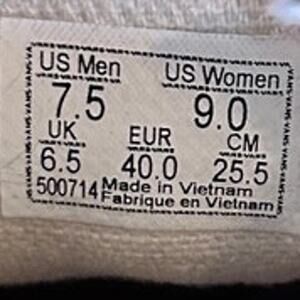 US Men US Women
7.5 9.0
UK EUR CM
6.5 40.0 25.5
500714 Made in Vietnam
Fabrique en Vietnam